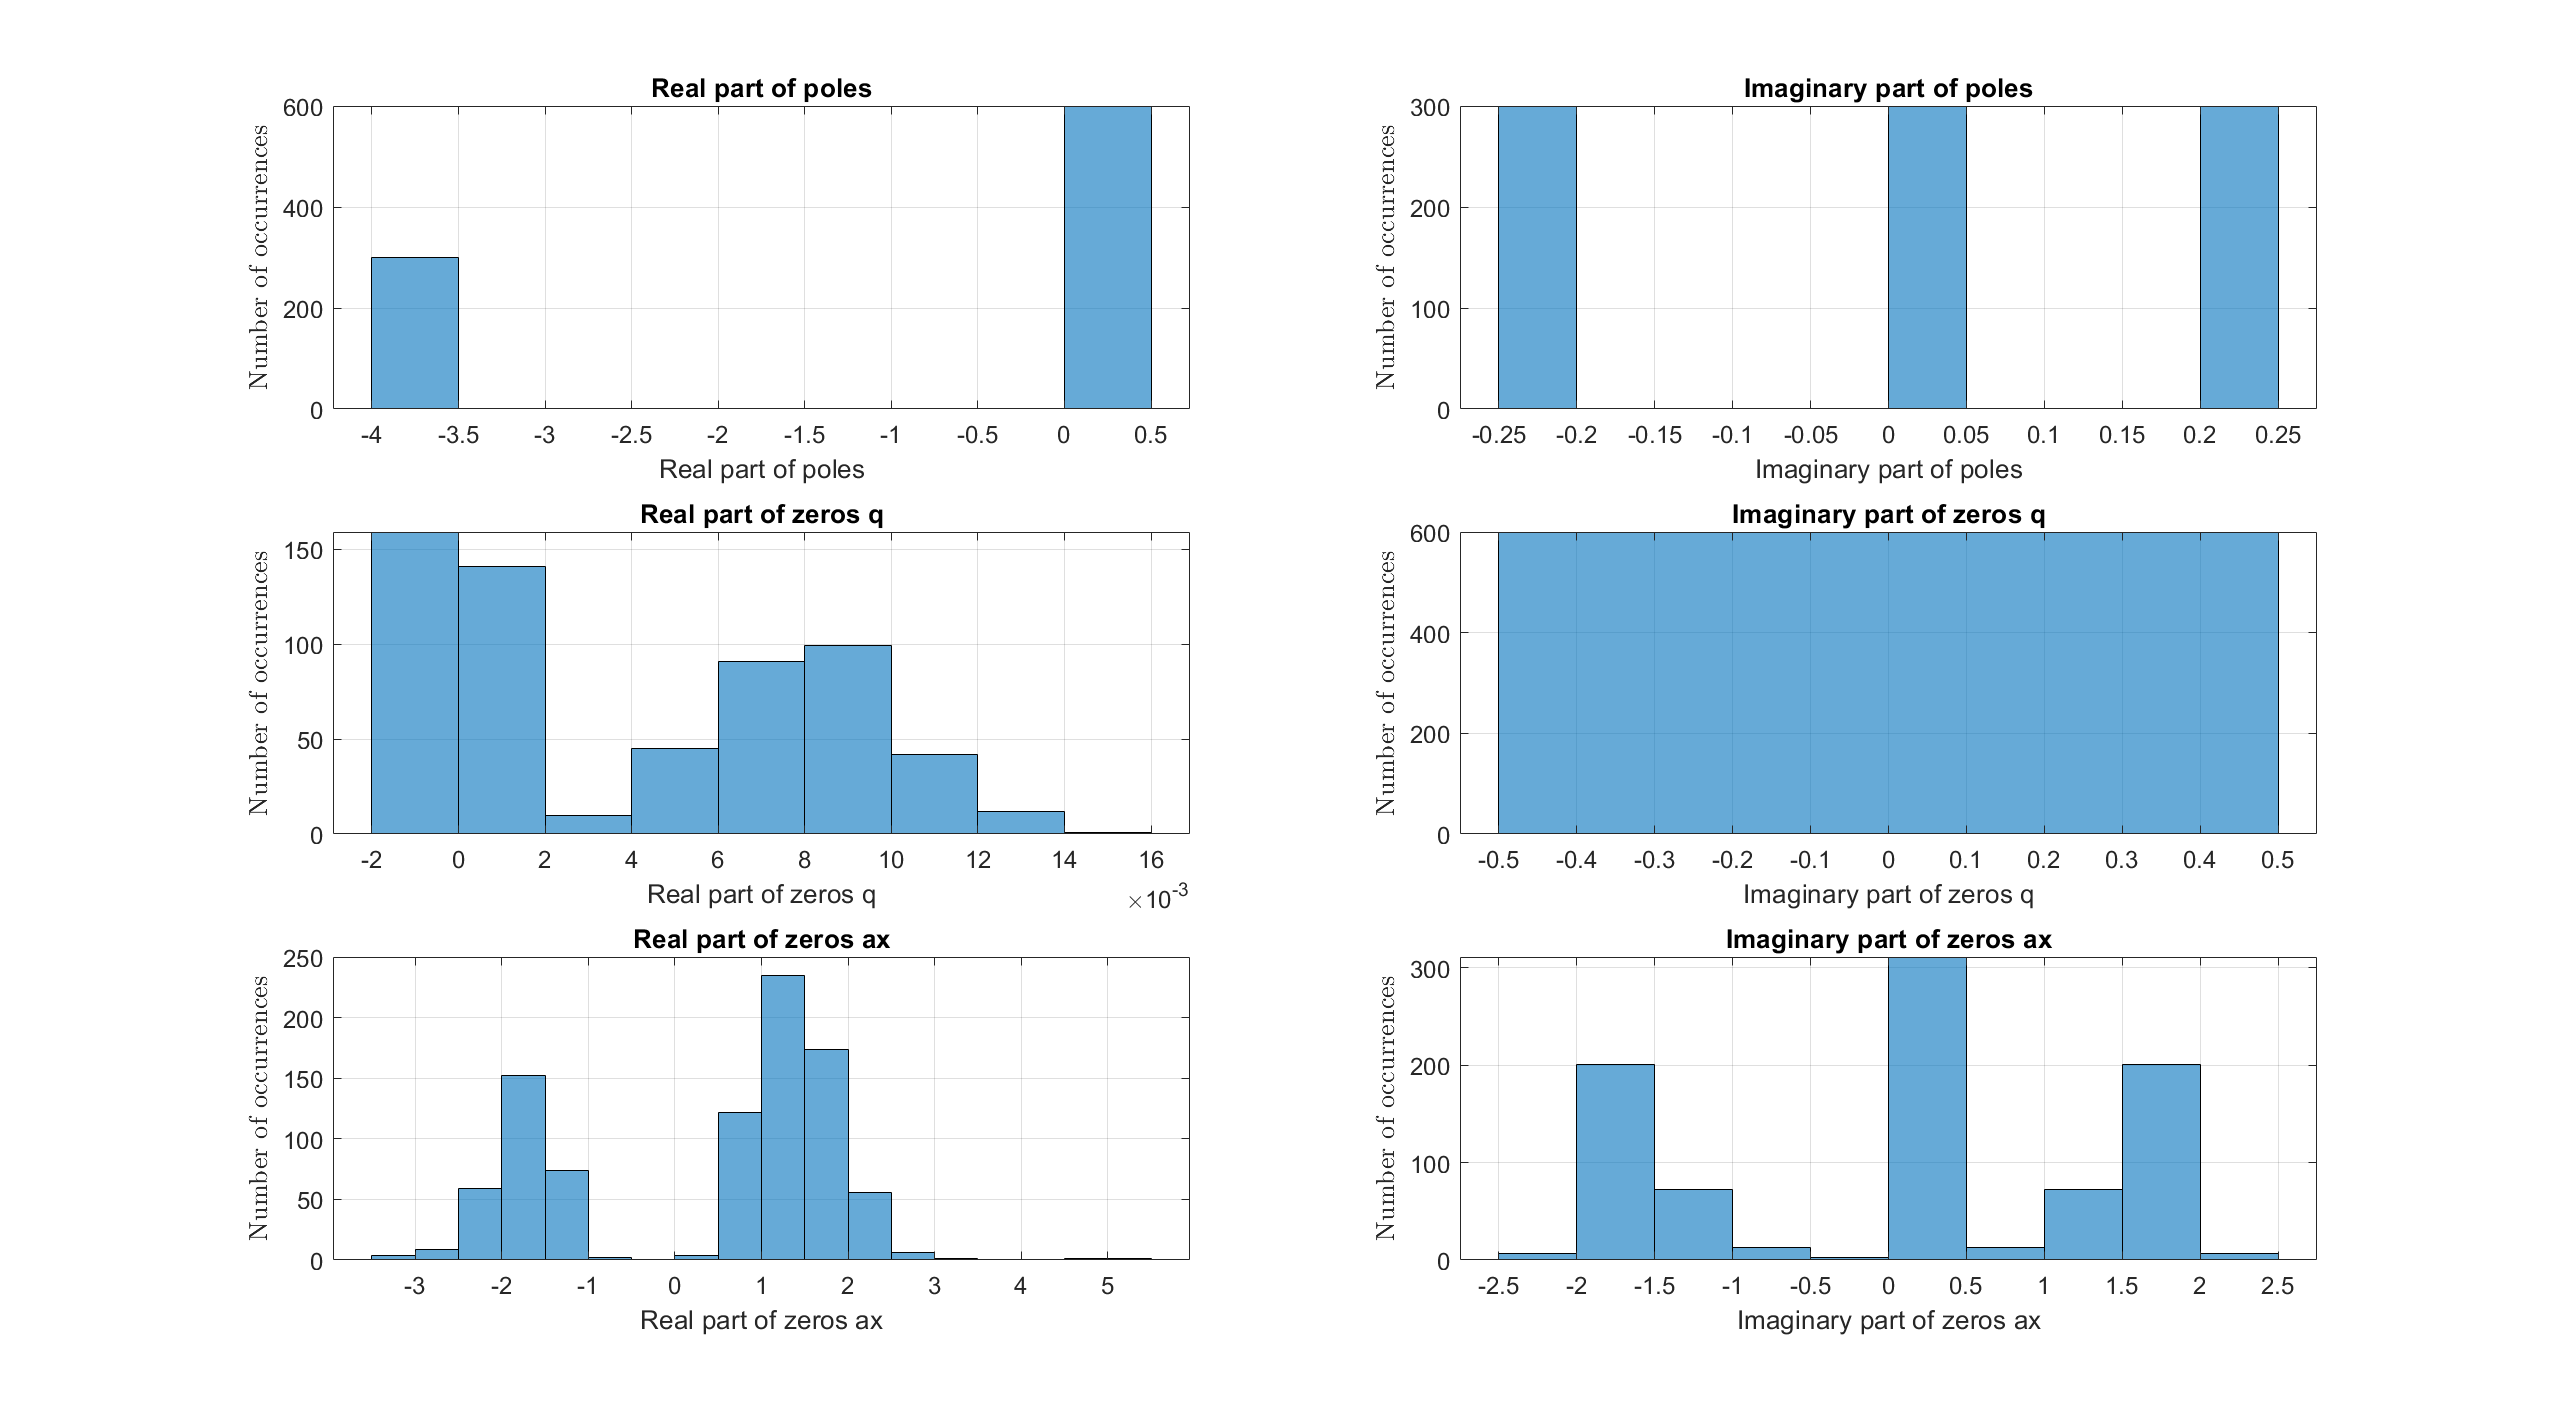 Real part of poles
Number of occurrences
600
400
200
0
-4 -3.5 -3 -2.5 -2 -1.5 -1 -0.5 0 0.5
Real part of poles
Imaginary part of poles
Number of occurrences
300
200
100
0
-0.25 -0.2 -0.15 -0.1 -0.05 0 0.05 0.1 0.15 0.2 0.25
Imaginary part of poles
Real part of zeros q
Number of occurrences
150
100
50
0
-2 0 2 4 6 8 10 12 14 16
Real part of zeros q
×10-3
Imaginary part of zeros q
Number of occurrences
600
400
200
0
-0.5 -0.4 -0.3 -0.2 -0.1 0 0.1 0.2 0.3 0.4 0.5
Imaginary part of zeros q
Real part of zeros ax
Number of occurrences
250
200
150
100
50
0
-3 -2 -1 0 1 2 3 4 5
Real part of zeros ax
Imaginary part of zeros ax
Number of occurrences
300
200
100
0
-2.5 -2 -1.5 -1 -0.5 0 0.5 1 1.5 2 2.5
Imaginary part of zeros ax